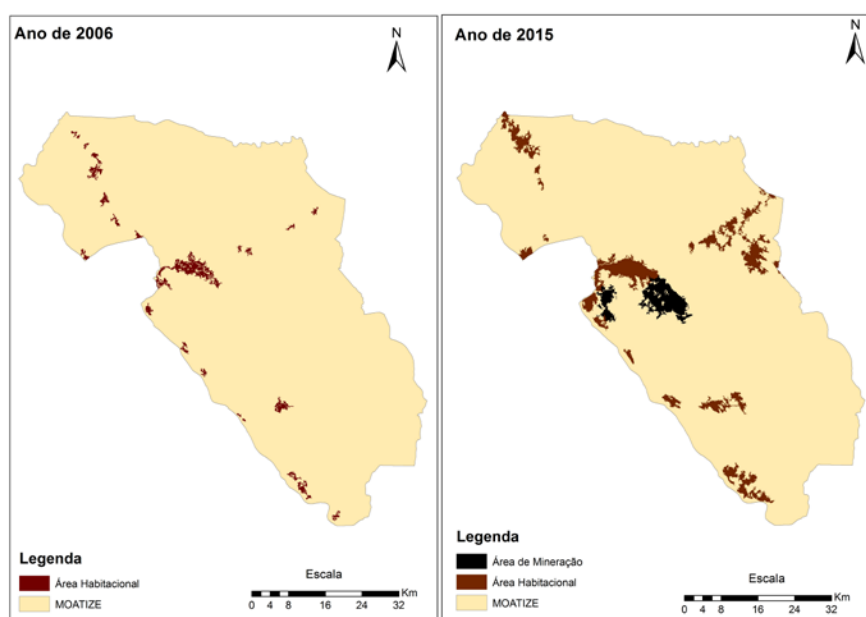 Ano de 2006
N
Legenda
Área Habitacional
MOATIZE
Escala
Km
0 2 4 8 16 24 32
Ano de 2015
N
Legenda
Área de Mineração
Área Habitacional
MOATIZE
Escala
Km
0 4 8 16 24 32